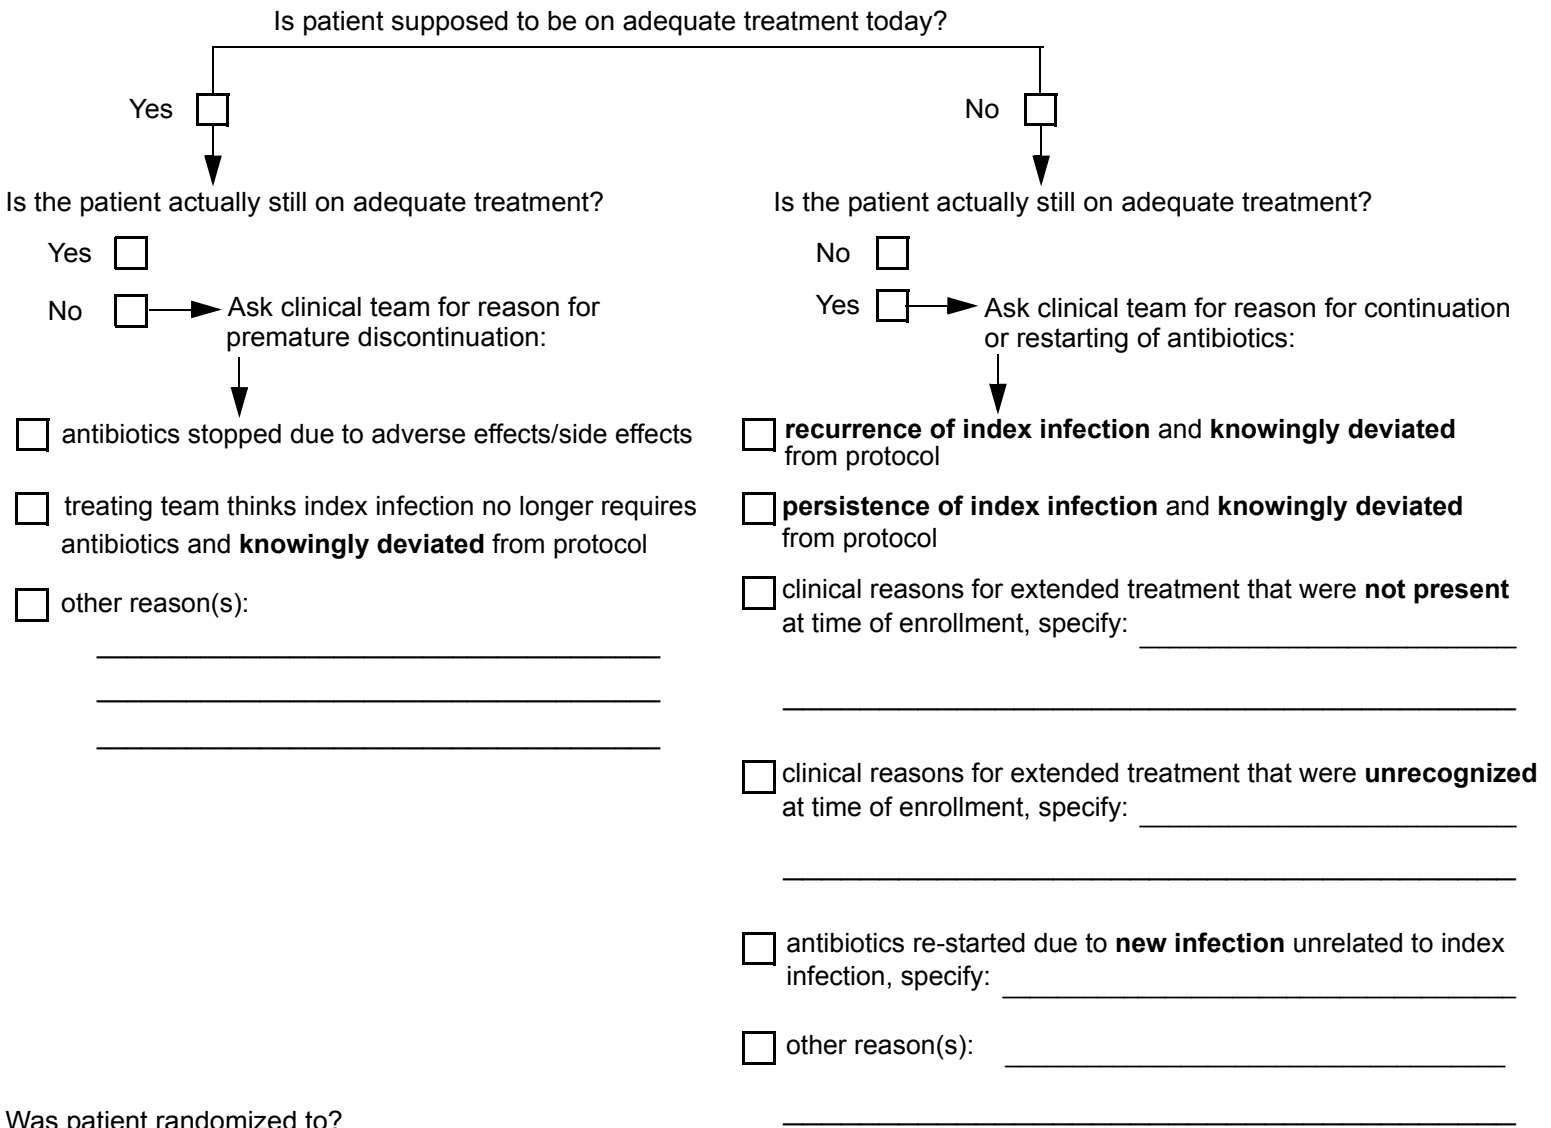 Is patient supposed to be on adequate treatment today?
Yes
No
Is the patient actually still on adequate treatment?
Yes
No
Ask clinical team for reason for
premature discontinuation:
antibiotics stopped due to adverse effects/side effects
treating team thinks index infection no longer requires
antibiotics and knowingly deviated from protocol
other reason(s):
Is the patient actually still on adequate treatment?
No
Yes
Ask clinical team for reason for continuation
or restarting of antibiotics:
recurrence of index infection and knowingly deviated
from protocol
persistence of index infection and knowingly deviated
from protocol
clinical reasons for extended treatment that were not present
at time of enrollment, specify:
clinical reasons for extended treatment that were unrecognized
at time of enrollment, specify:
antibiotics re-started due to new infection unrelated to index
infection, specify:
other reason(s):
Was patient randomized to?